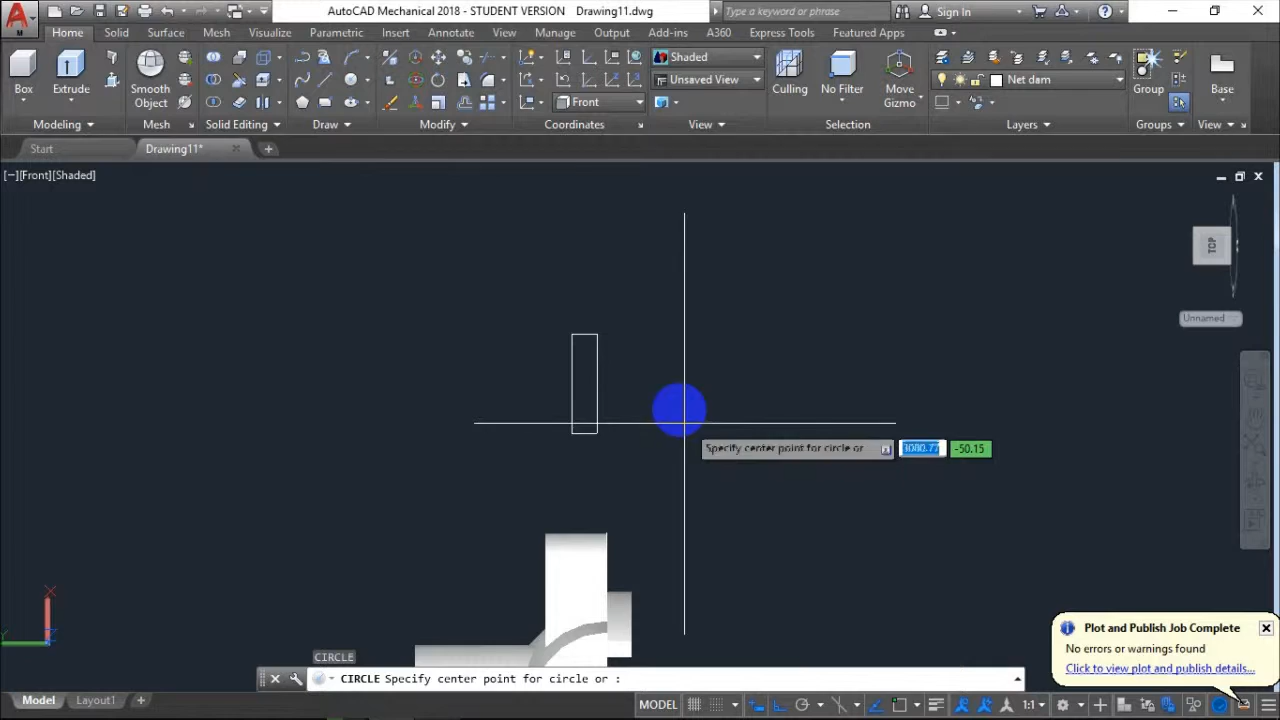 AutoCAD Mechanical 2018 - STUDENT VERSION Drawing11.dwg
Type a keyword or phrase
Sign In
Home Solid Surface Mesh Visualize Parametric Insert Annotate View Manage Output Add-ins A360 Express Tools Featured Apps
Box
Extrude
Smooth
Object
Front
Shaded
Unsaved View
Culling
No Filter
Move
Gizmo
Net dam
Group
Base
Modeling
Mesh
Solid Editing
Draw
Modify
Coordinates
View
Selection
Layers
Groups
View
Start
Drawing11*
[−][Front][Shaded]
TOP
Unnamed
Specify center point for circle or
3080.77
-50.15
X
Y
Z
CIRCLE
CIRCLE Specify center point for circle or :
Plot and Publish Job Complete
No errors or warnings found
Click to view plot and publish details...
Model
Layout1
MODEL
1:1